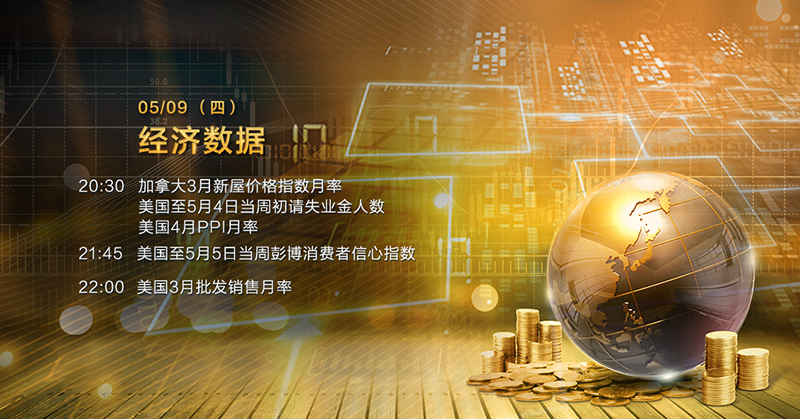 50.0
38.2
05/09（四）
经济数据
20:30 加拿大3月新屋价格指数月率
美国至5月4日当周初请失业金人数
美国4月PPI月率
21:45 美国至5月5日当周彭博消费者信心指数
22:00 美国3月批发销售月率